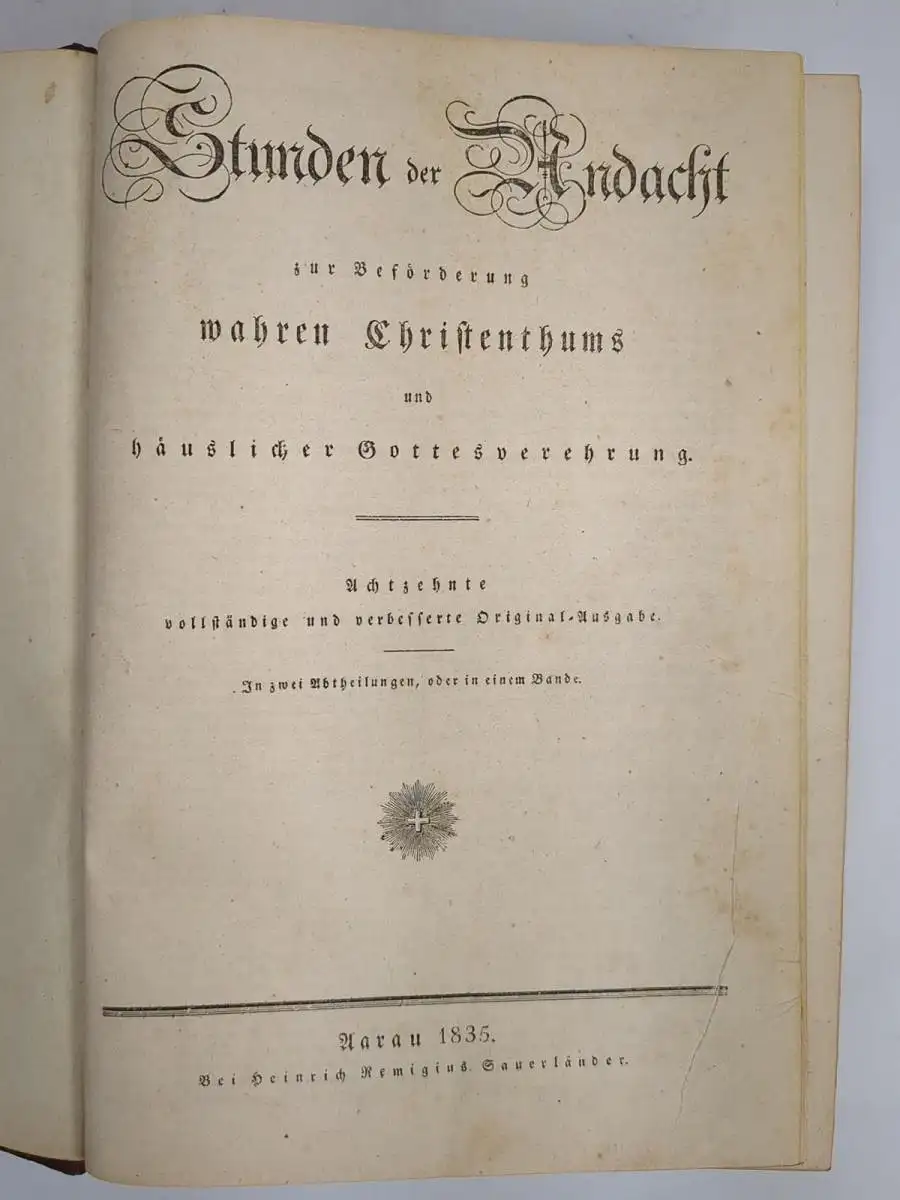 Stunden der Andacht
zur Beförderung
wahren Christenthums
und
häuslicher Gottesverehrung.
Achtzehnte
vollständige und verbesserte Original-Ausgabe.
In zwei Abtheilungen, oder in einem Bande.
Aarau 1835.
Bei Heinrich Remigius Sauerländer.